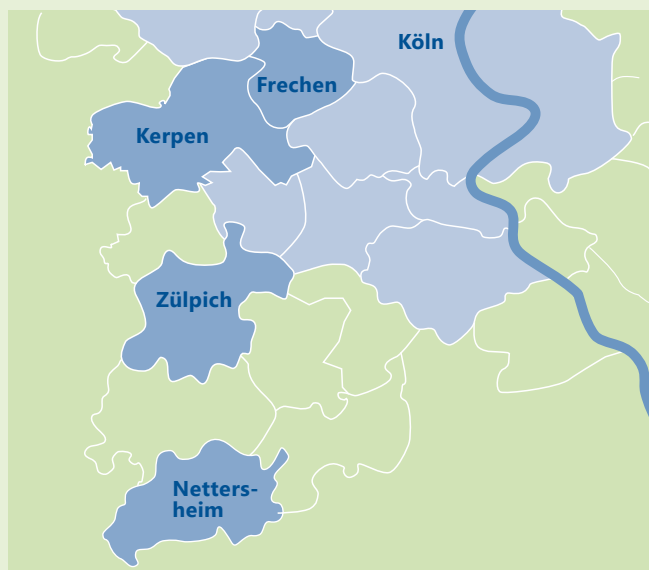 Köln
Frechen
Kerpen
Zülpich
Netters-
heim